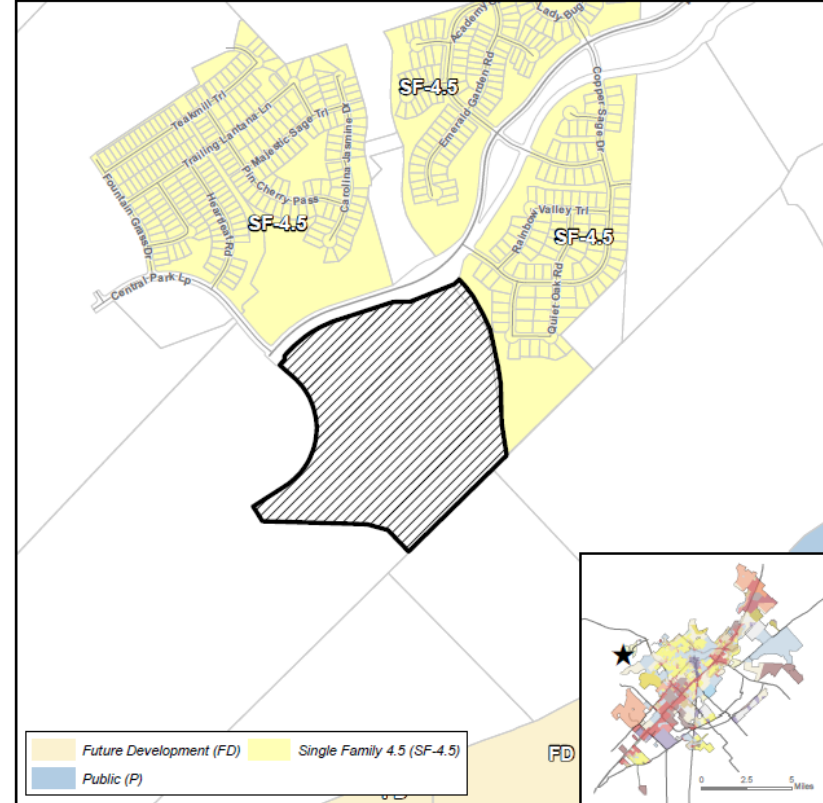 Academy
Lady Bug
SF-4.5
Teakmill Trl
Emerald Garden Rd
Copper Sage Dr
Trailing Lantana Ln
Majestic Sage Trl
Carolina Jasmine Dr
Pin Cherry Pass
Fountain Grass Dr
Heartleaf Rd
SF-4.5
Rainbow Valley Trl
SF-4.5
Quiet Oak Rd
Central Park Lp
FD
Future Development (FD)
Single Family 4.5 (SF-4.5)
Public (P)
0 2.5 5
Miles